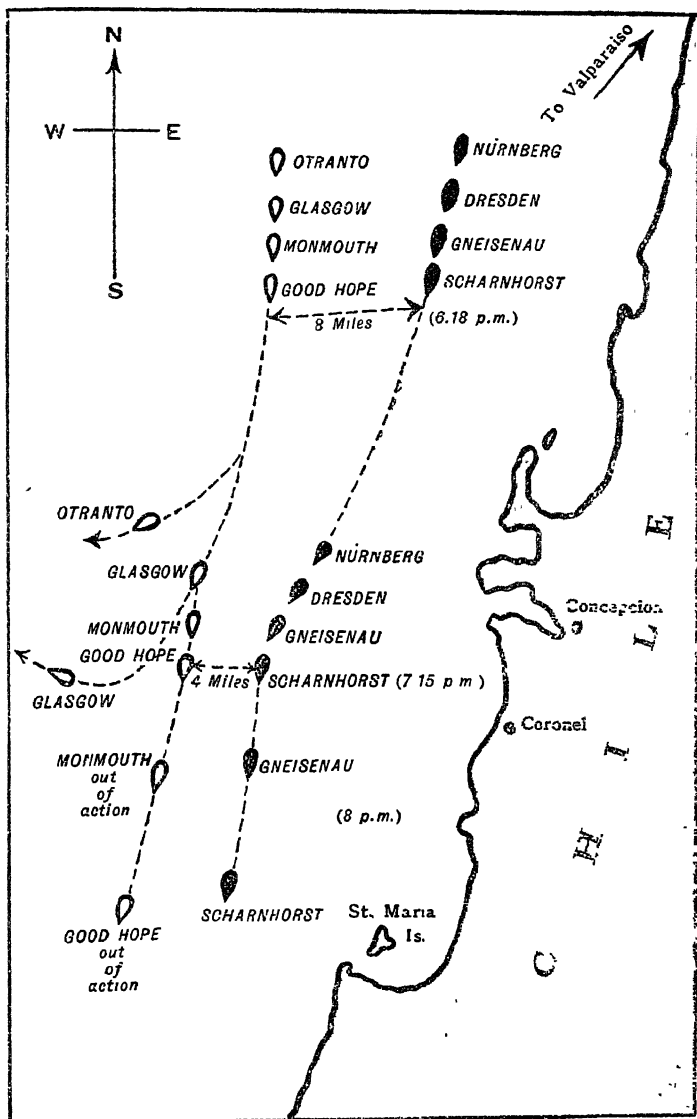 N
To Valparaiso
W E
OTRANTO
NÜRNBERG
GLASGOW
DRESDEN
MONMOUTH
GNEISENAU
S
GOOD HOPE
SCHARNHORST
8 Miles
(6.18 p.m.)
OTRANTO
NÜRNBERG
GLASGOW
DRESDEN
MONMOUTH
GNEISENAU
Concepcion
GOOD HOPE
4 Miles
SCHARNHORST (7 15 p m)
GLASGOW
Coronel
MONMOUTH
out
of
action
GNEISENAU
(8 p.m.)
SCHARNHORST
St. Maria
Is.
GOOD HOPE
out
of
action
CHILE